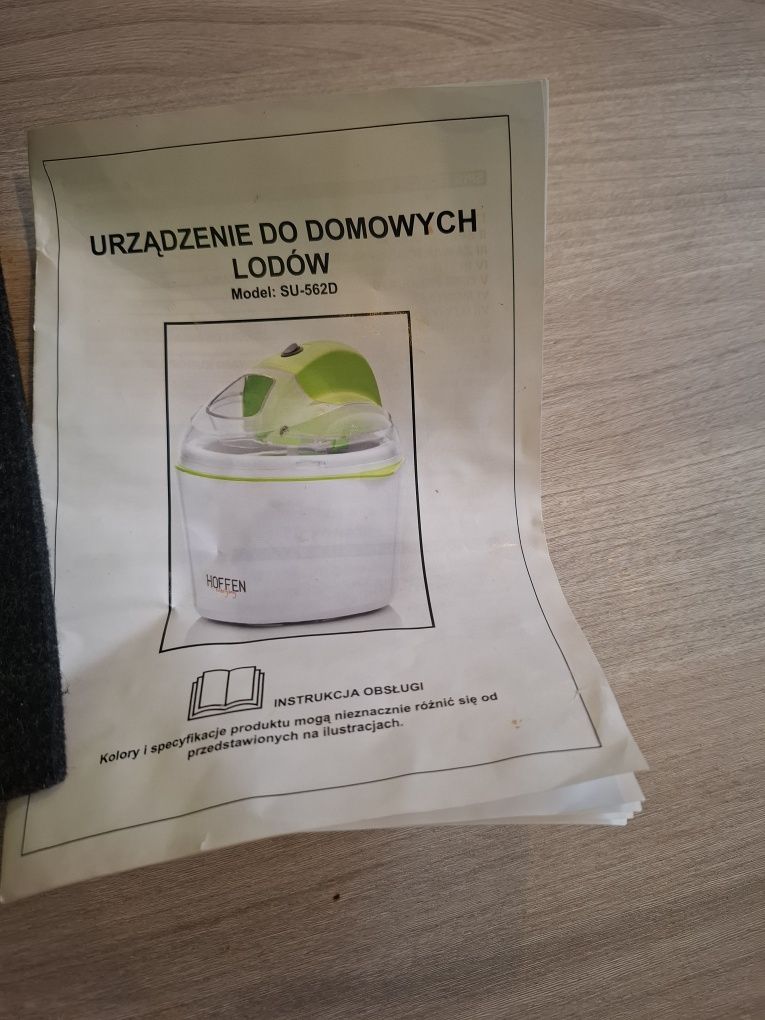 URZĄDZENIE DO DOMOWYCH
LODÓW
Model: SU-562D
HOFFEN
INSTRUKCJA OBSŁUGI
Kolory i specyfikacje produktu mogą nieznacznie różnić się od
przedstawionych na ilustracjach.